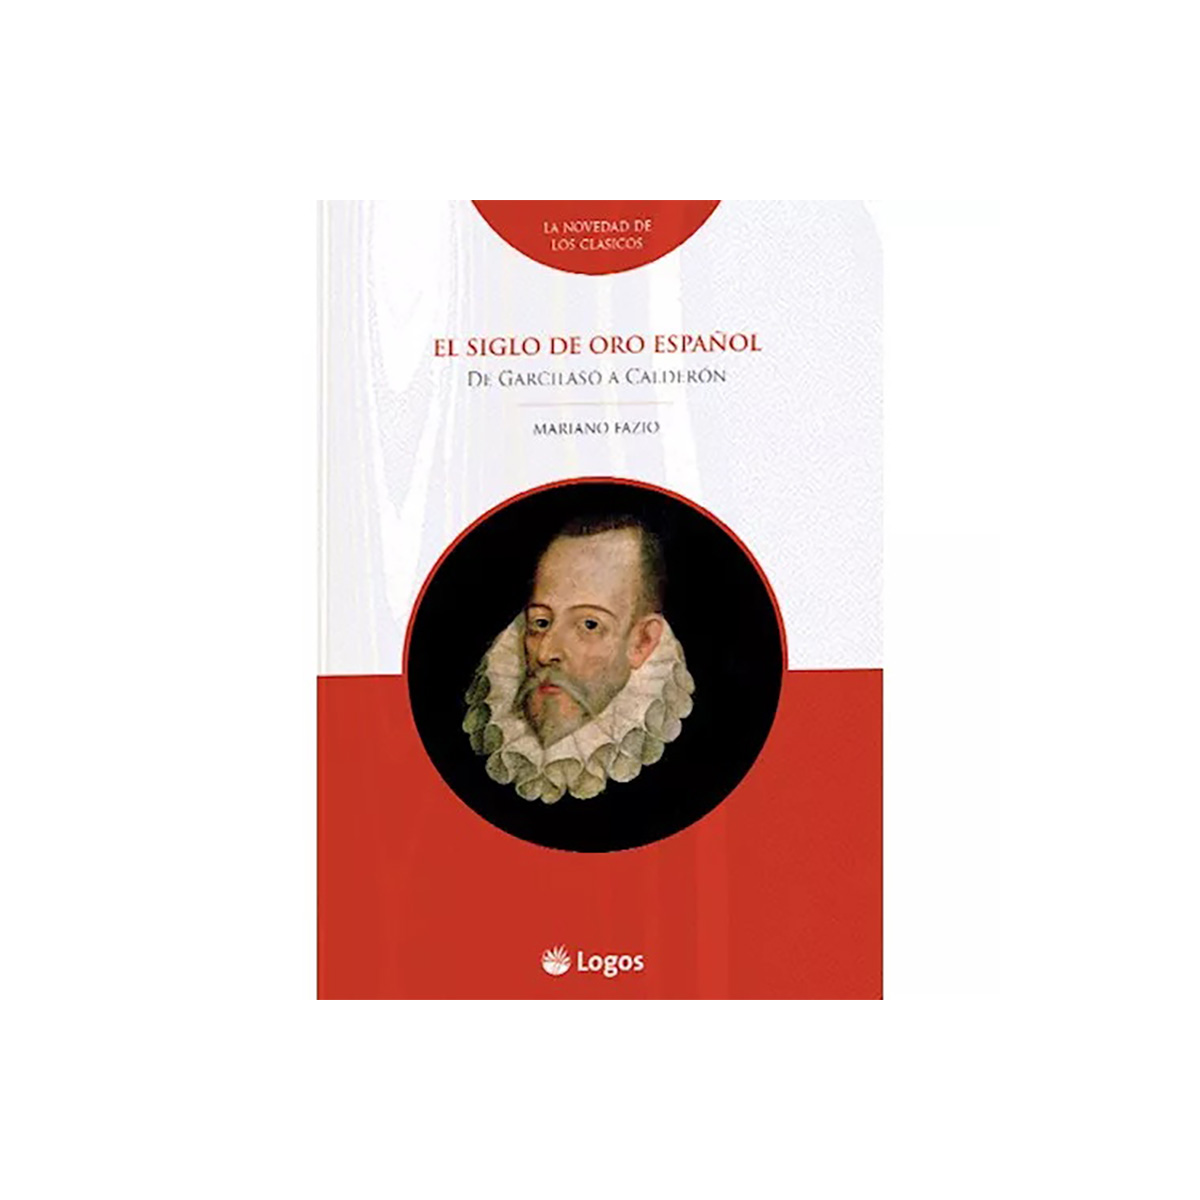 LA NOVEDAD DE
LOS CLASICOS
EL SIGLO DE ORO ESPAÑOL
DE GARCILASO A CALDERÓN
MARIANO FAZIO
Logos